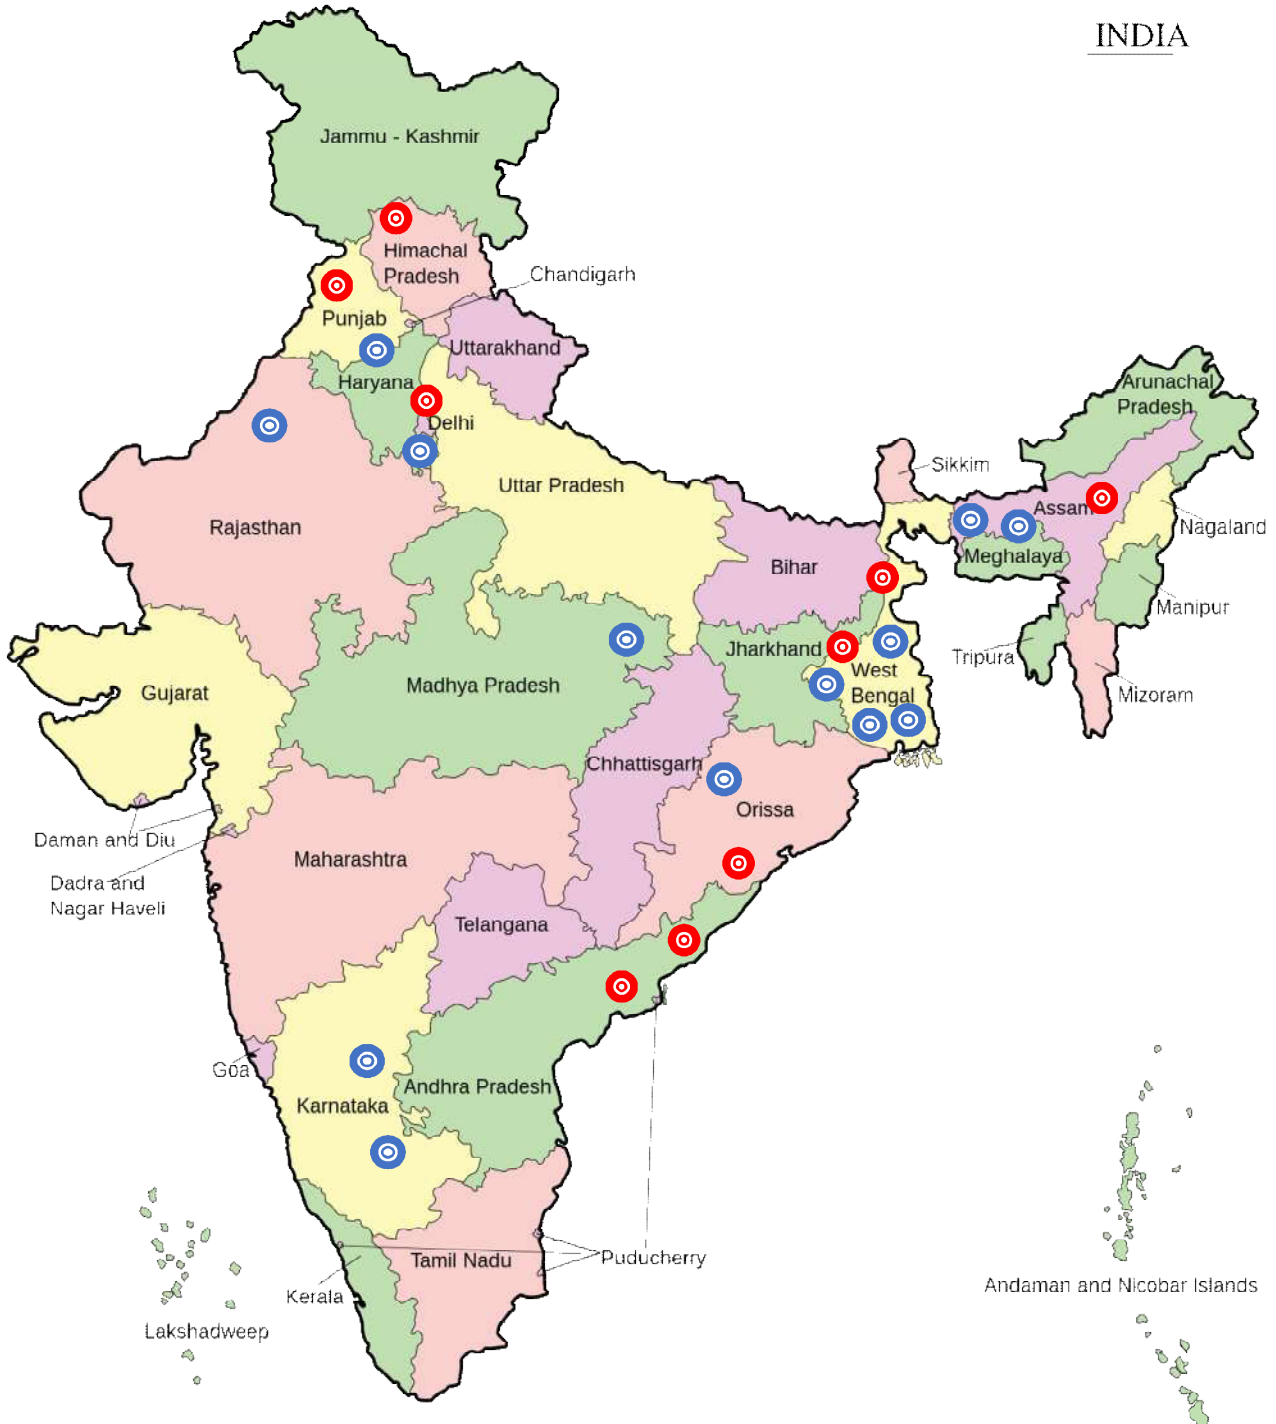 INDIA
Jammu - Kashmir
Himachal
Pradesh
Chandigarh
Punjab
Uttarakhand
Haryana
Delhi
Arunachal
Pradesh
Sikkim
Uttar Pradesh
Assam
Nagaland
Rajasthan
Meghalaya
Bihar
Manipur
Jharkhand
Tripura
West
Bengal
Gujarat
Madhya Pradesh
Mizoram
Chhattisgarh
Orissa
Daman and Diu
Maharashtra
Dadra and
Nagar Haveli
Telangana
Goa
Andhra Pradesh
Karnataka
Puducherry
Tamil Nadu
Kerala
Andaman and Nicobar Islands
Lakshadweep